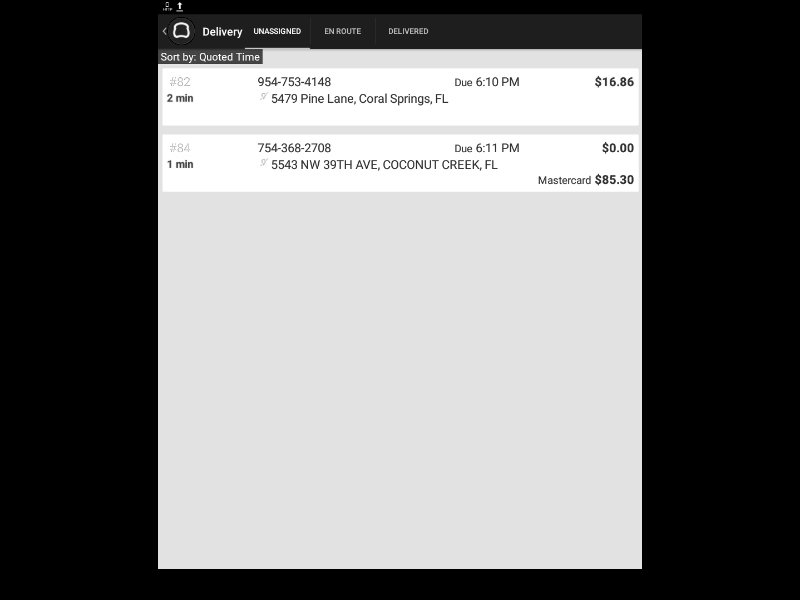 Delivery UNASSIGNED EN ROUTE DELIVERED
Sort by: Quoted Time
#82 954-753-4148 Due 6:10 PM $16.86
2 min 5479 Pine Lane, Coral Springs, FL
#84 754-368-2708 Due 6:11 PM $0.00
1 min 5543 NW 39TH AVE, COCONUT CREEK, FL
Mastercard $85.30